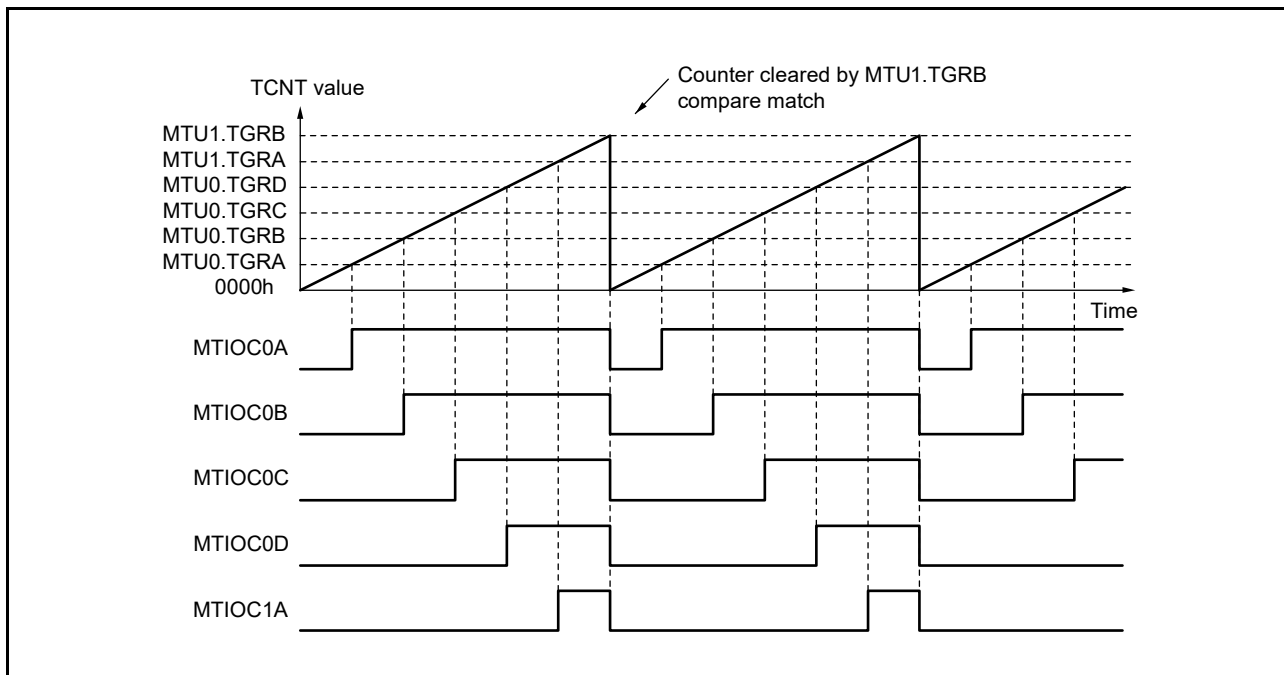 Counter cleared by MTU1.TGRB
compare match
TCNT value
MTU1.TGRB
MTU1.TGRA
MTU0.TGRD
MTU0.TGRC
MTU0.TGRB
MTU0.TGRA
0000h
Time
MTIOC0A
MTIOC0B
MTIOC0C
MTIOC0D
MTIOC1A